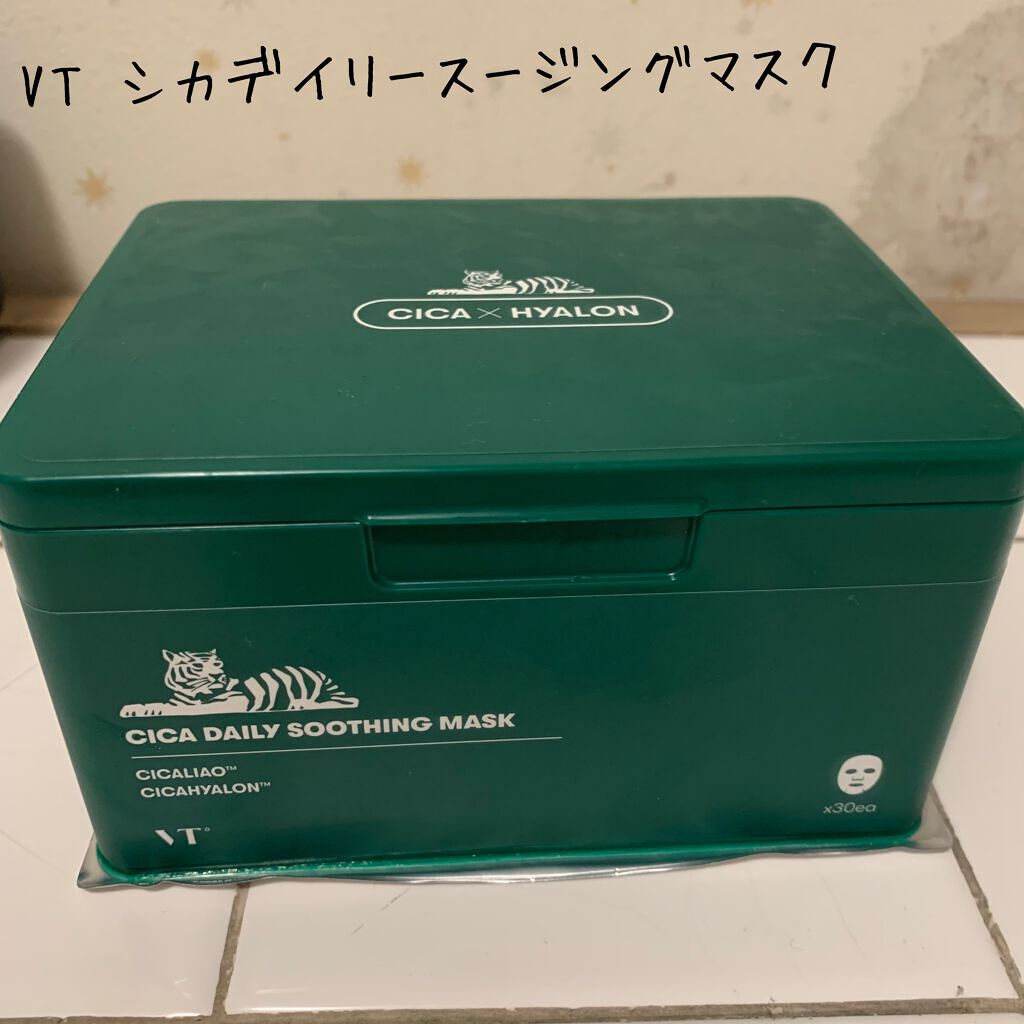 VT シカデイリースージングマスク
CICA × HYALON
CICA DAILY SOOTHING MASK
CICALIAO™
CICAHYALON™
VT°
x30ea